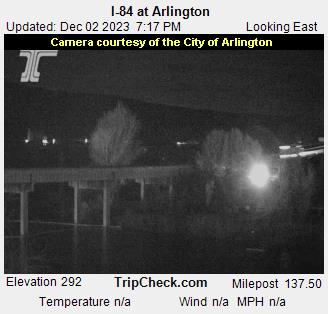 I-84 at Arlington
Updated: Dec 02 2023 7:17 PM Looking East
Camera courtesy of the City of Arlington
Elevation 292 TripCheck.com Milepost 137.50
Temperature n/a Wind n/a MPH n/a